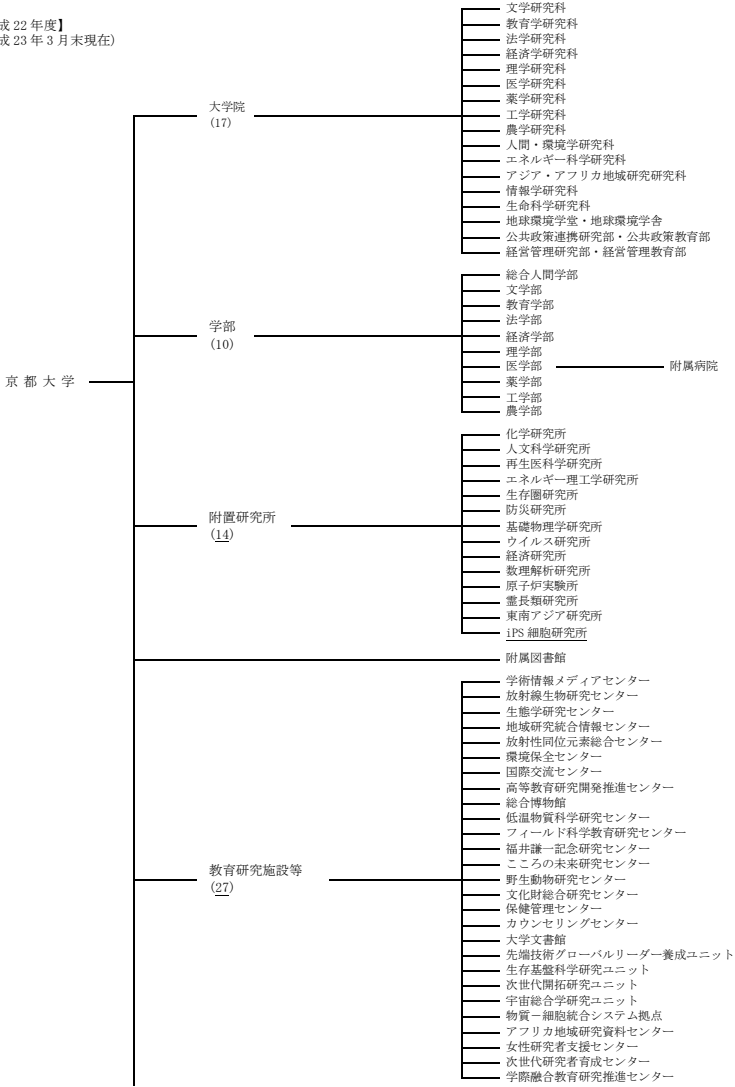 成 22 年度】
成 23 年 3 月末現在)
京 都 大 学
大学院
(17)
文学研究科
教育学研究科
法学研究科
経済学研究科
理学研究科
医学研究科
薬学研究科
工学研究科
農学研究科
人間・環境学研究科
エネルギー科学研究科
アジア・アフリカ地域研究研究科
情報学研究科
生命科学研究科
地球環境学堂・地球環境学舎
公共政策連携研究部・公共政策教育部
経営管理研究部・経営管理教育部
学部
(10)
総合人間学部
文学部
教育学部
法学部
経済学部
理学部
医学部
附属病院
薬学部
工学部
農学部
附置研究所
(14)
化学研究所
人文科学研究所
再生医科学研究所
エネルギー理工学研究所
生存圏研究所
防災研究所
基礎物理学研究所
ウイルス研究所
経済研究所
数理解析研究所
原子炉実験所
霊長類研究所
東南アジア研究所
iPS 細胞研究所
附属図書館
教育研究施設等
(27)
学術情報メディアセンター
放射線生物研究センター
生態学研究センター
地域研究統合情報センター
放射性同位元素総合センター
環境保全センター
国際交流センター
高等教育研究開発推進センター
総合博物館
低温物質科学研究センター
フィールド科学教育研究センター
福井謙一記念研究センター
こころの未来研究センター
野生動物研究センター
文化財総合研究センター
保健管理センター
カウンセリングセンター
大学文書館
先端技術グローバルリーダー養成ユニット
生存基盤科学研究ユニット
次世代開拓研究ユニット
宇宙総合学研究ユニット
物質－細胞統合システム拠点
アフリカ地域研究資料センター
女性研究者支援センター
次世代研究者育成センター
学際融合教育研究推進センター